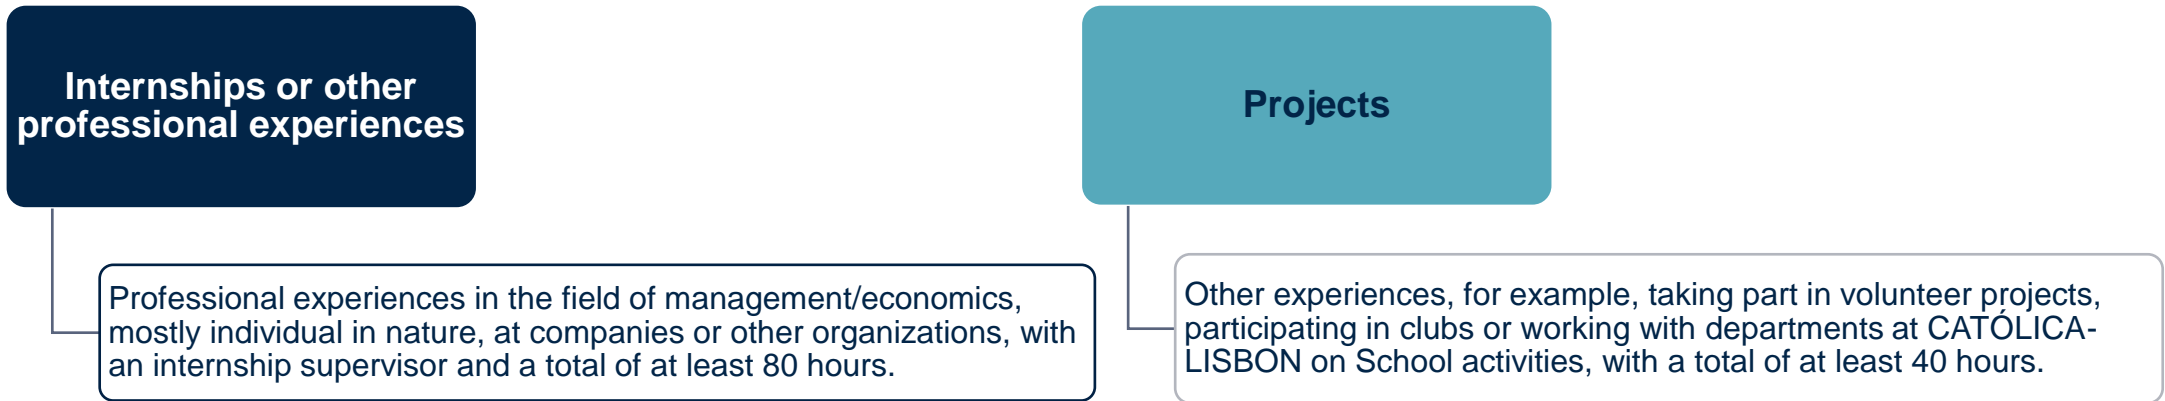 Internships or other
professional experiences
Professional experiences in the field of management/economics,
mostly individual in nature, at companies or other organizations, with
an internship supervisor and a total of at least 80 hours.
Projects
Other experiences, for example, taking part in volunteer projects,
participating in clubs or working with departments at CATÓLICA-
LISBON on School activities, with a total of at least 40 hours.